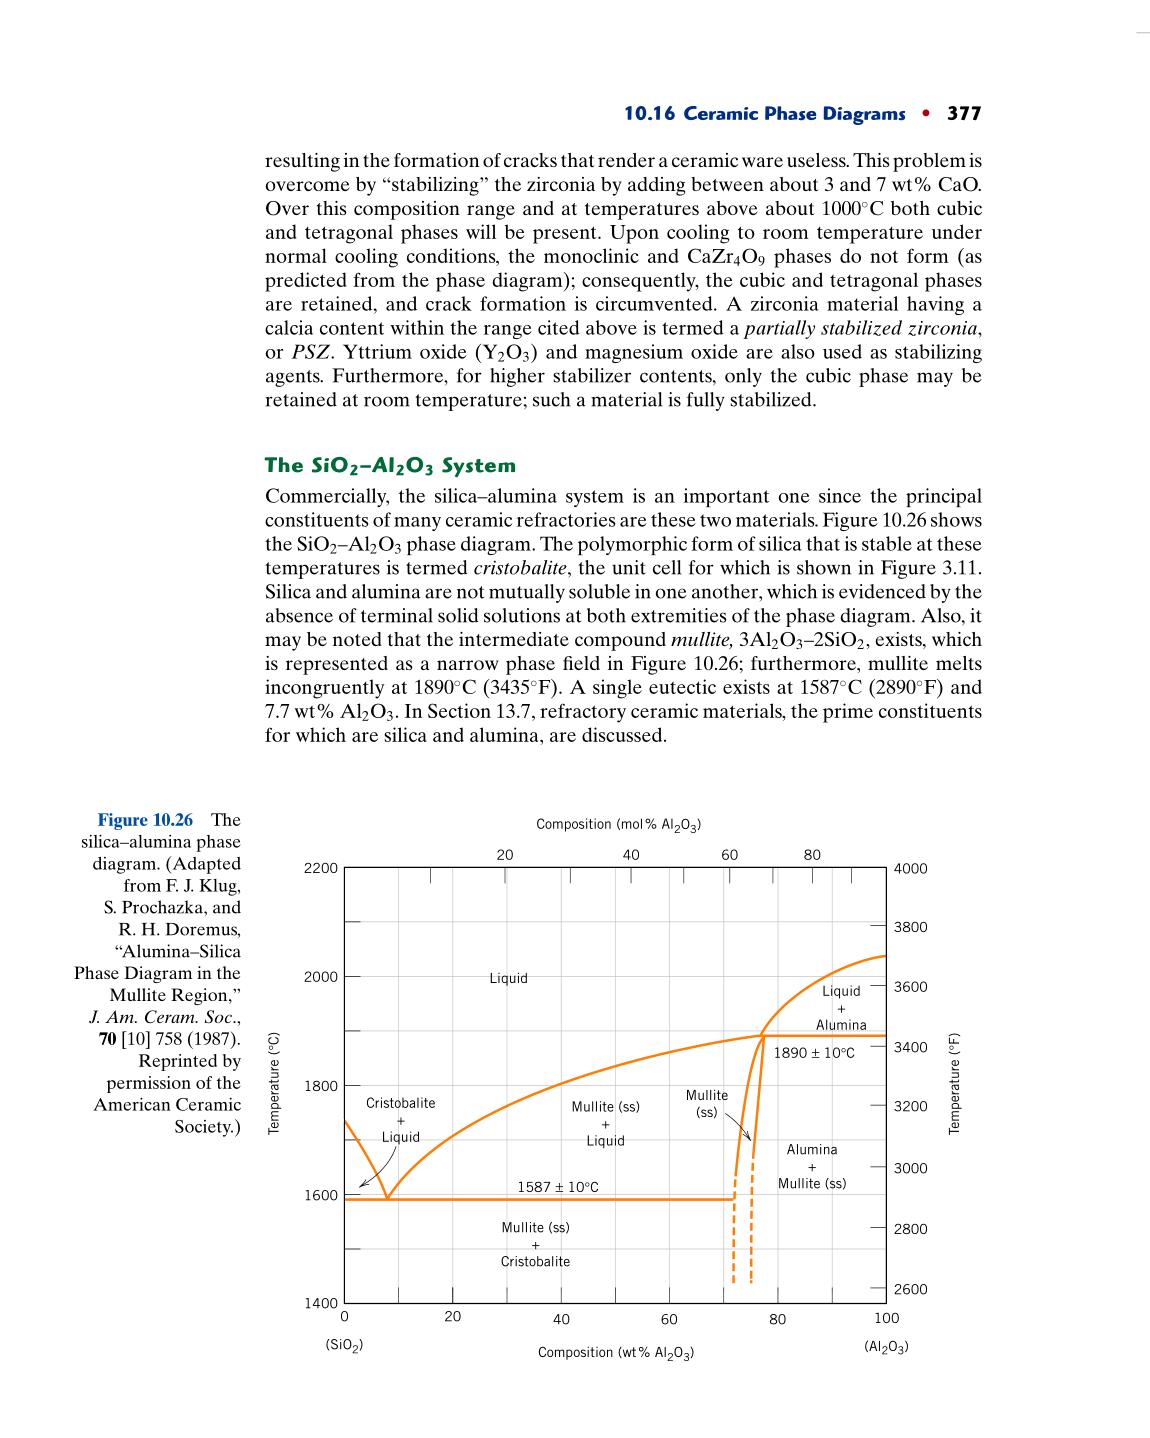 10.16 Ceramic Phase Diagrams • 377
resulting in the formation of cracks that render a ceramic ware useless. This problem is
overcome by “stabilizing” the zirconia by adding between about 3 and 7 wt% CaO.
Over this composition range and at temperatures above about 1000°C both cubic
and tetragonal phases will be present. Upon cooling to room temperature under
normal cooling conditions, the monoclinic and CaZr₄O₉ phases do not form (as
predicted from the phase diagram); consequently, the cubic and tetragonal phases
are retained, and crack formation is circumvented. A zirconia material having a
calcia content within the range cited above is termed a partially stabilized zirconia,
or PSZ. Yttrium oxide (Y₂O₃) and magnesium oxide are also used as stabilizing
agents. Furthermore, for higher stabilizer contents, only the cubic phase may be
retained at room temperature; such a material is fully stabilized.
The SiO₂–Al₂O₃ System
Commercially, the silica–alumina system is an important one since the principal
constituents of many ceramic refractories are these two materials. Figure 10.26 shows
the SiO₂–Al₂O₃ phase diagram. The polymorphic form of silica that is stable at these
temperatures is termed cristobalite, the unit cell for which is shown in Figure 3.11.
Silica and alumina are not mutually soluble in one another, which is evidenced by the
absence of terminal solid solutions at both extremities of the phase diagram. Also, it
may be noted that the intermediate compound mullite, 3Al₂O₃–2SiO₂, exists, which
is represented as a narrow phase field in Figure 10.26; furthermore, mullite melts
incongruently at 1890°C (3435°F). A single eutectic exists at 1587°C (2890°F) and
7.7 wt% Al₂O₃. In Section 13.7, refractory ceramic materials, the prime constituents
for which are silica and alumina, are discussed.
Figure 10.26 The
silica–alumina phase
diagram. (Adapted
from F. J. Klug,
S. Prochazka, and
R. H. Doremus,
“Alumina–Silica
Phase Diagram in the
Mullite Region,”
J. Am. Ceram. Soc.,
70 [10] 758 (1987).
Reprinted by
permission of the
American Ceramic
Society.)
Composition (mol% Al₂O₃)
20 40 60 80
2200
2000
1800
1600
1400
Temperature (°C)
4000
3800
3600
3400
3200
3000
2800
2600
Temperature (°F)
Liquid
Liquid
+
Alumina
1890 ± 10°C
Cristobalite
+
Liquid
Mullite (ss)
+
Liquid
Mullite
(ss)
Alumina
+
Mullite (ss)
1587 ± 10°C
Mullite (ss)
+
Cristobalite
0 20 40 60 80 100
(SiO₂)
Composition (wt% Al₂O₃)
(Al₂O₃)